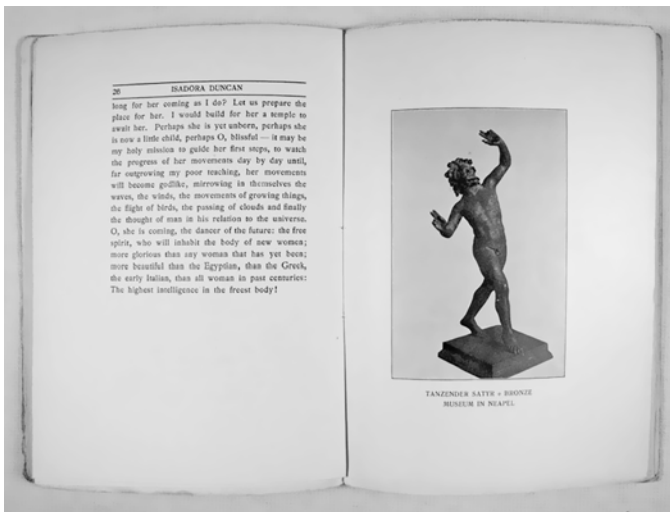 26
ISADORA DUNCAN
long for her coming as I do? Let us prepare the
place for her. I would build for her a temple to
await her. Perhaps she is yet unborn, perhaps she
is now a little child, perhaps O, blissful — it may be
my holy mission to guide her first steps, to watch
the progress of her movements day by day until,
far outgrowing my poor teaching, her movements
will become godlike, mirrowing in themselves the
waves, the winds, the movements of growing things,
the flight of birds, the passing of clouds and finally
the thought of man in his relation to the universe.
O, she is coming, the dancer of the future: the free
spirit, who will inhabit the body of new women;
more glorious than any woman that has yet been;
more beautiful than the Egyptian, than the Greek,
the early Italian, than all woman in past centuries:
The highest intelligence in the freest body!
TANZENDER SATYR • BRONZE
MUSEUM IN NEAPEL